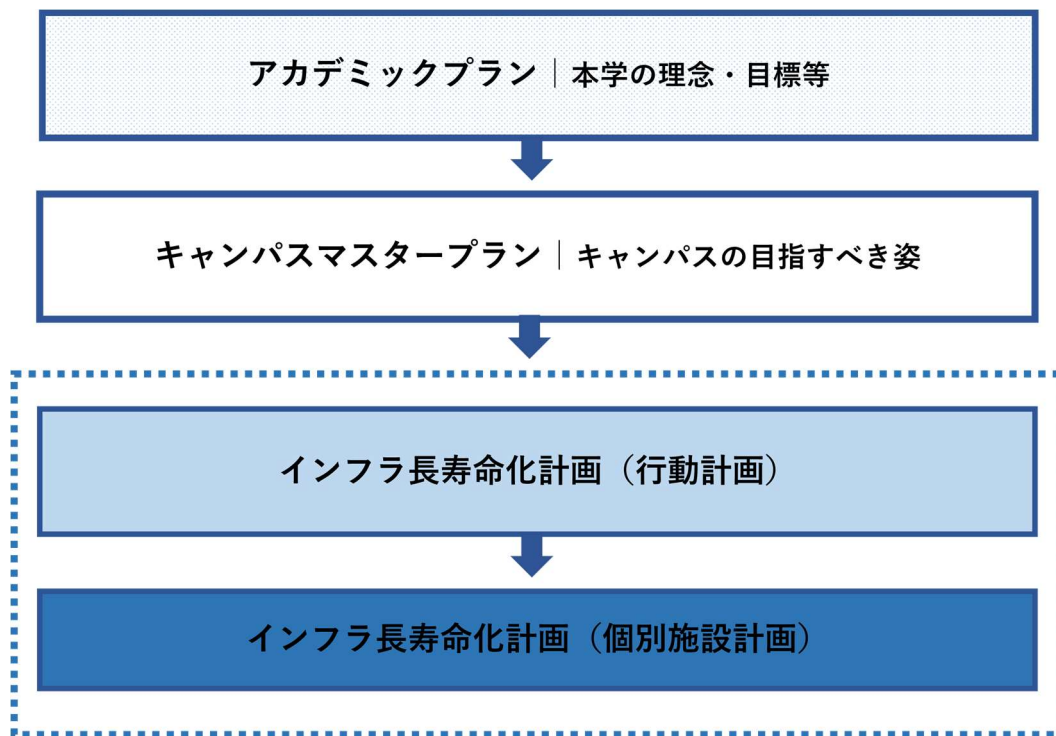 アカデミックプラン｜本学の理念・目標等
キャンパスマスタープラン｜キャンパスの目指すべき姿
インフラ長寿命化計画（行動計画）
インフラ長寿命化計画（個別施設計画）